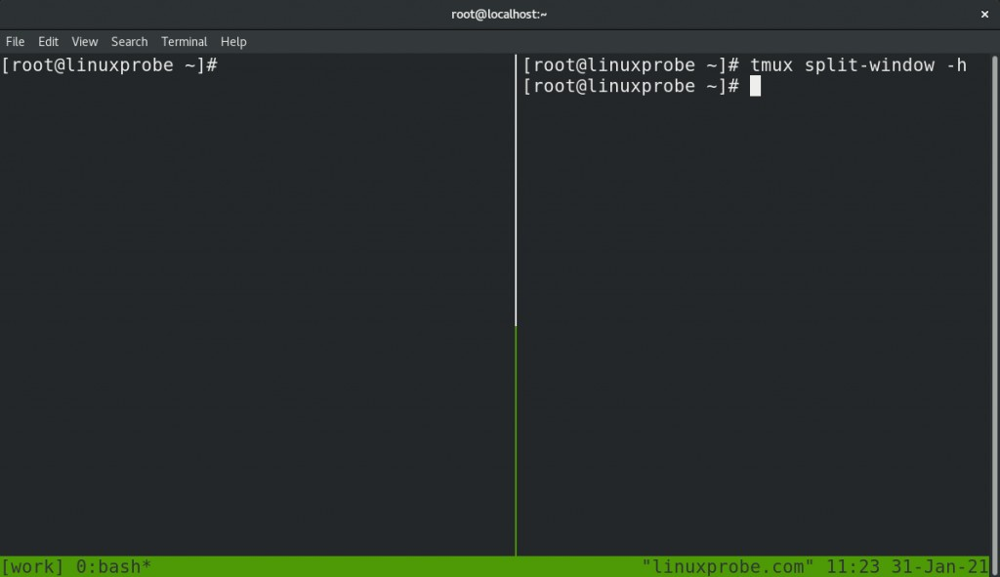 root@localhost:~ ×
File Edit View Search Terminal Help
[root@linuxprobe ~]#
[root@linuxprobe ~]# tmux split-window -h
[root@linuxprobe ~]#
[work] 0:bash* "linuxprobe.com" 11:23 31-Jan-21